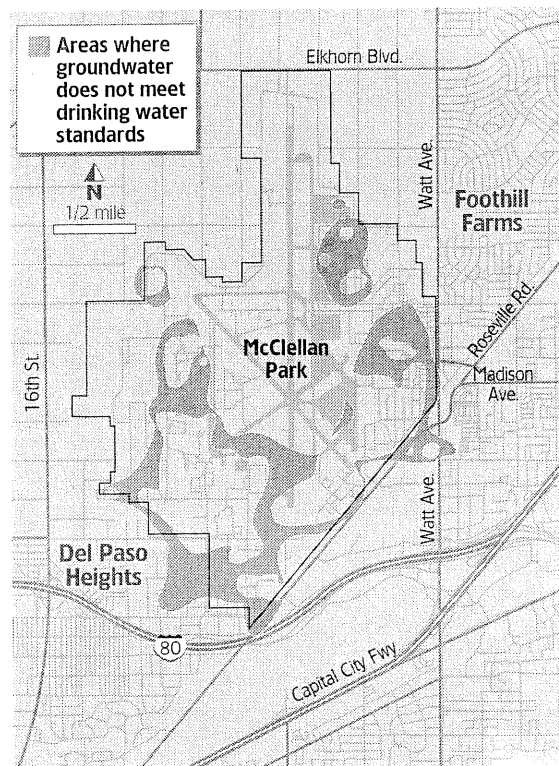 Areas where
groundwater
does not meet
drinking water
standards
Elkhorn Blvd.
N
1/2 mile
Watt Ave.
Foothill
Farms
16th St.
McClellan
Park
Roseville Rd.
Madison
Ave.
Watt Ave.
Del Paso
Heights
80
Capital City Fwy